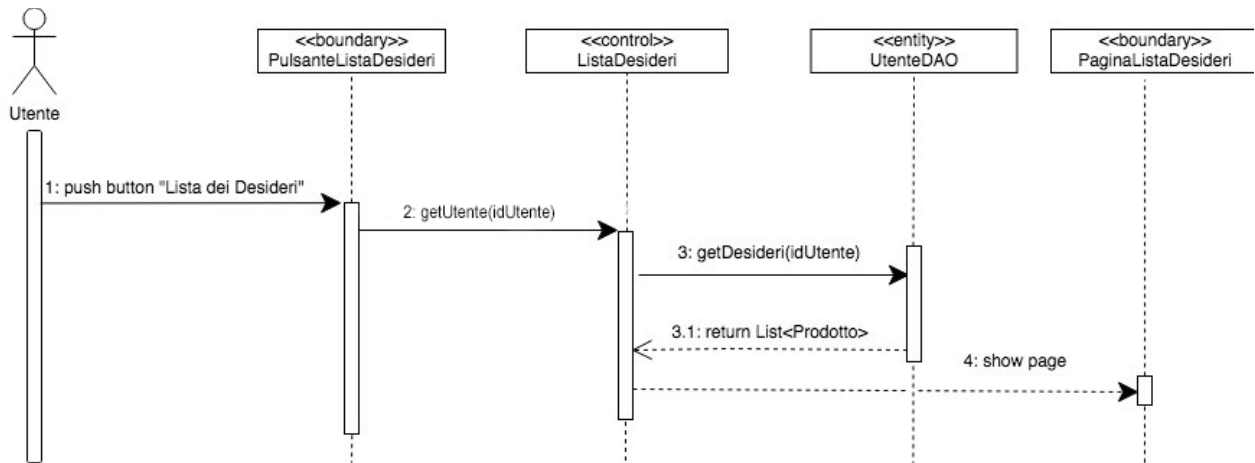 <<boundary>>
PulsanteListaDesideri
<<control>>
ListaDesideri
<<entity>>
UtenteDAO
<<boundary>>
PaginaListaDesideri
Utente
1: push button "Lista dei Desideri"
2: getUtente(idUtente)
3: getDesideri(idUtente)
3.1: return List<Prodotto>
4: show page